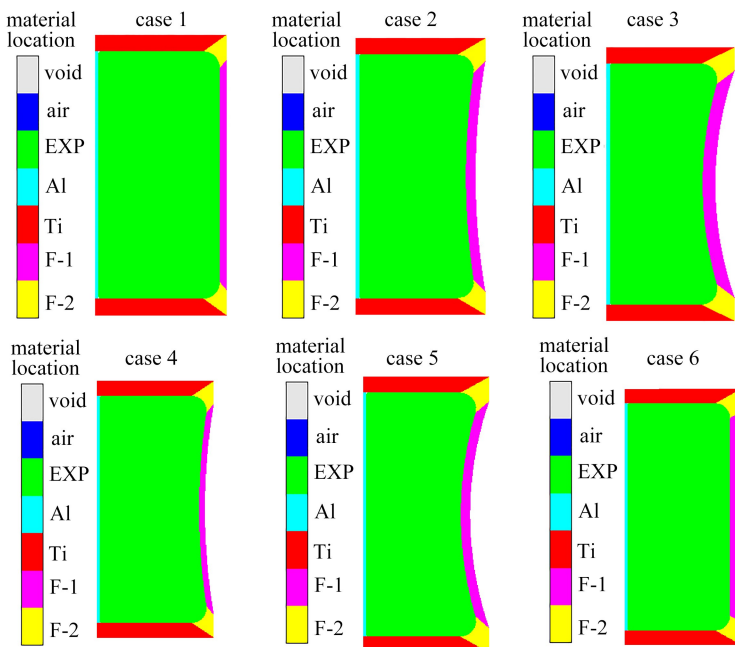 material
location
case 1
void
air
EXP
Al
Ti
F-1
F-2
material
location
case 2
void
air
EXP
Al
Ti
F-1
F-2
material
location
case 3
void
air
EXP
Al
Ti
F-1
F-2
material
location
case 4
void
air
EXP
Al
Ti
F-1
F-2
material
location
case 5
void
air
EXP
Al
Ti
F-1
F-2
material
location
case 6
void
air
EXP
Al
Ti
F-1
F-2